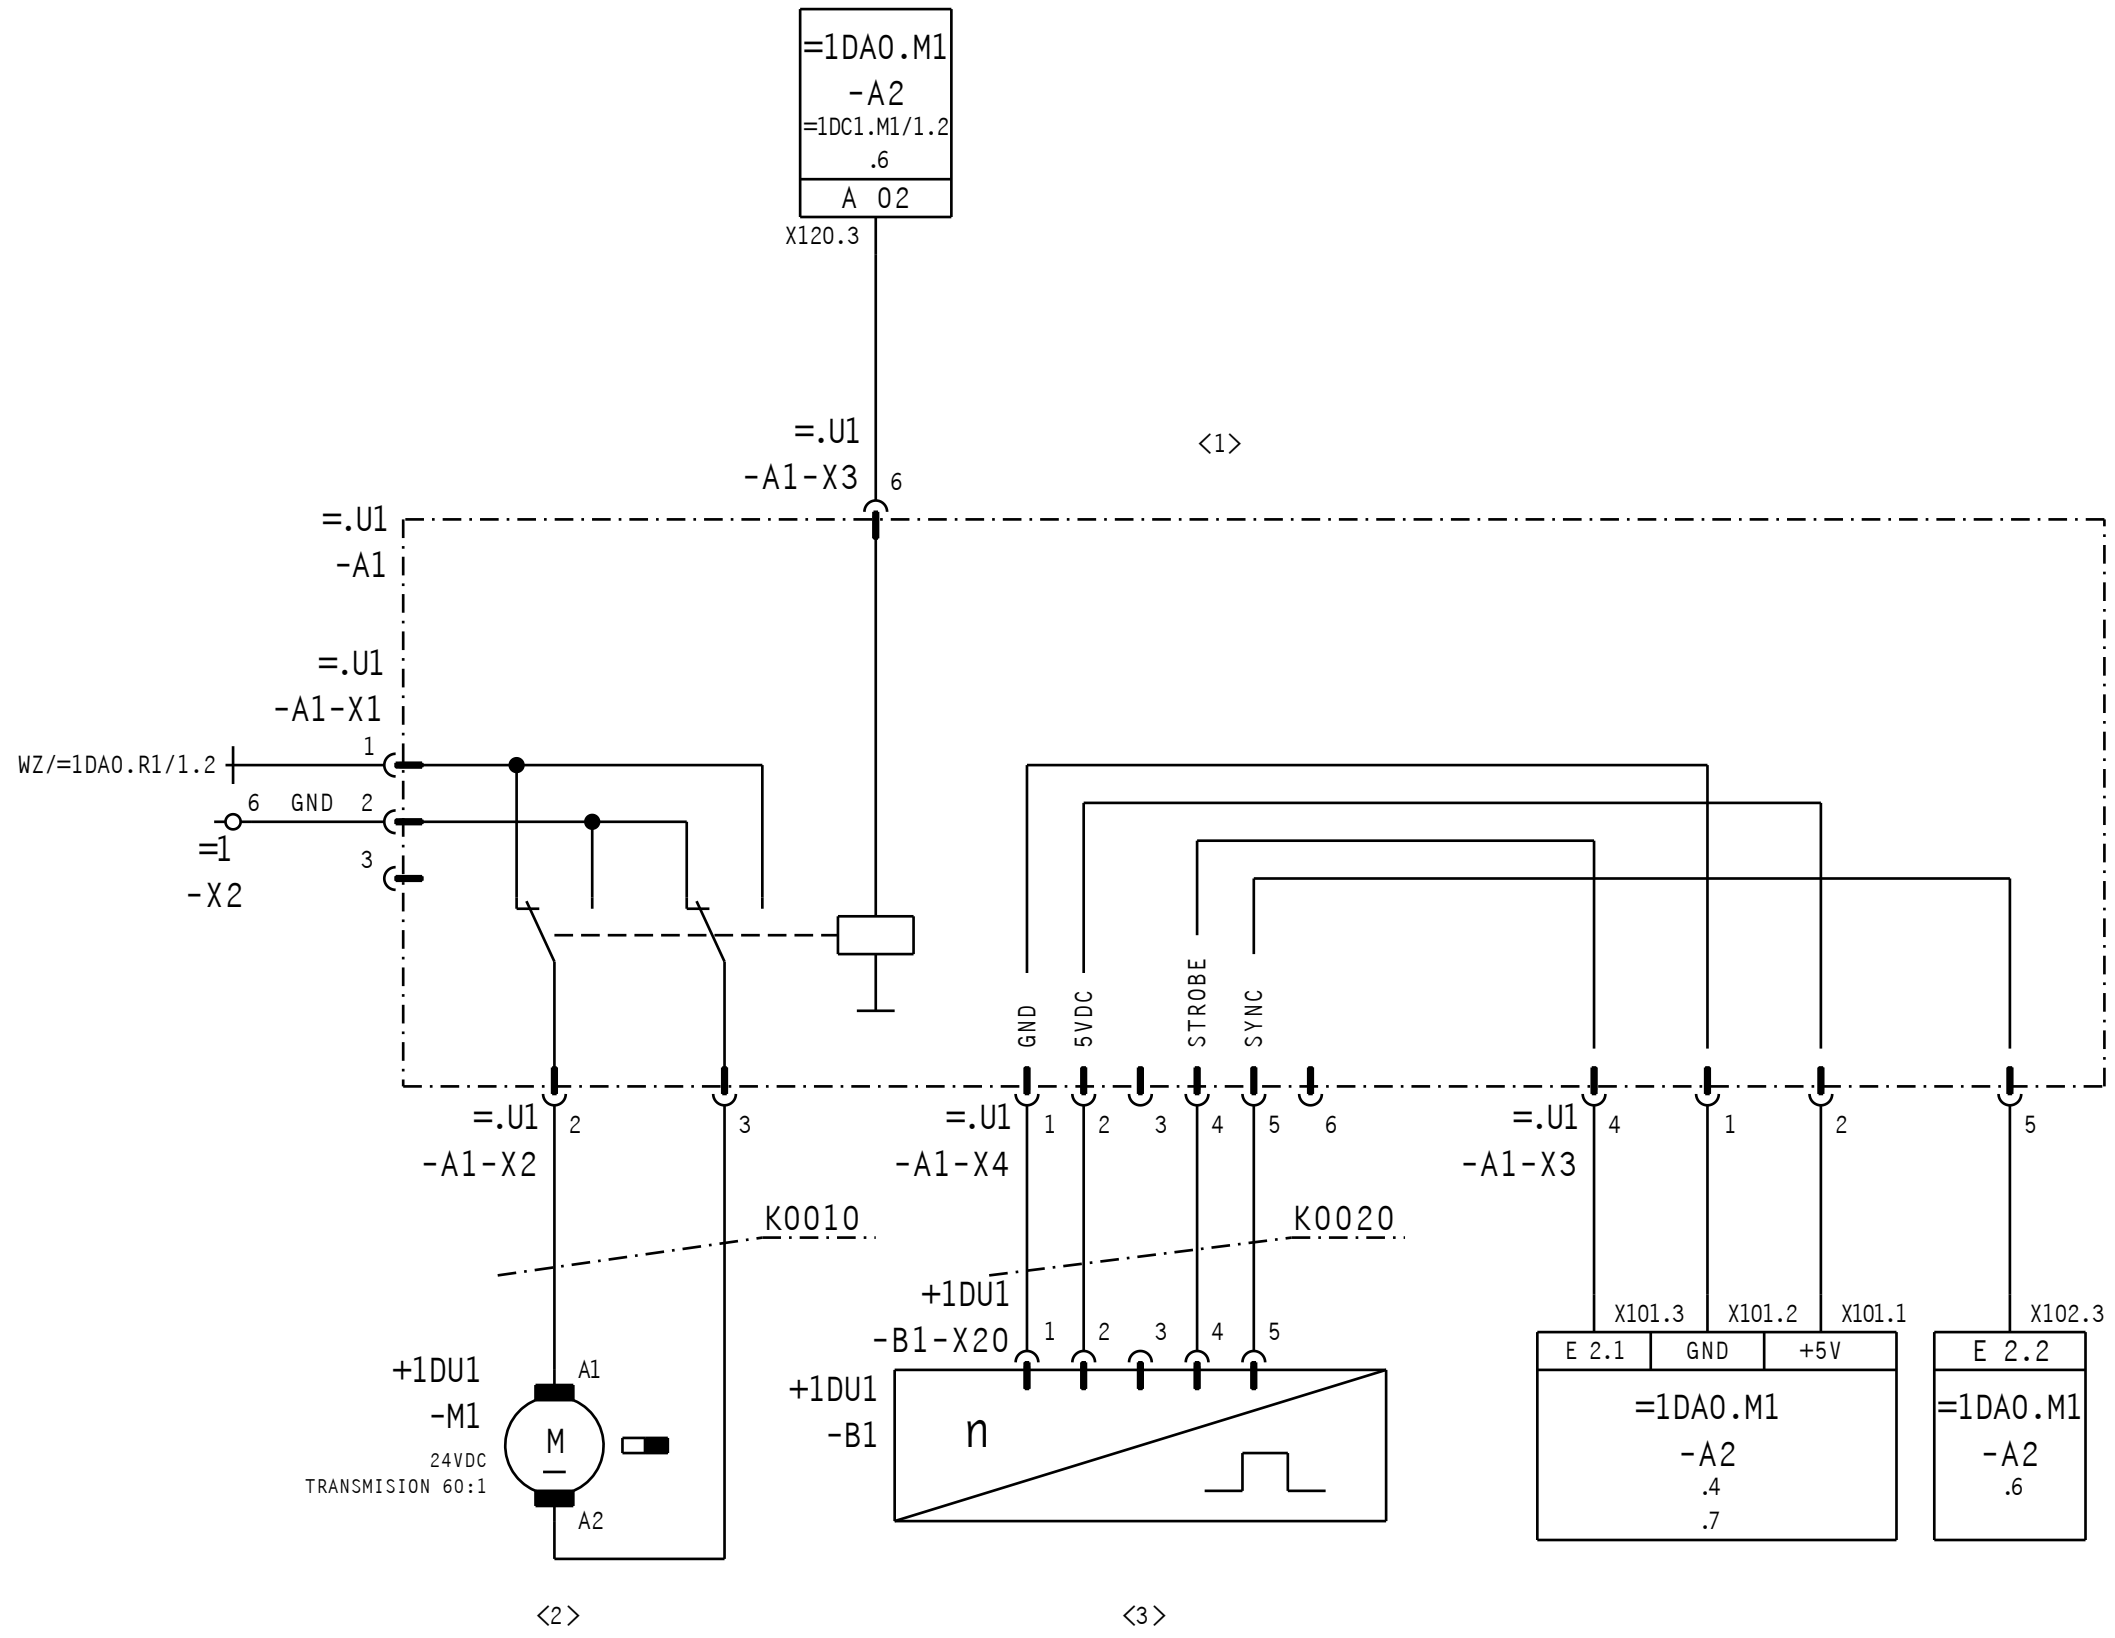 =1DA0.M1
-A2
=1DC1.M1/1.2
.6
A 02
X120.3
=.U1
-A1-X3
6
<1>
=.U1
-A1
=.U1
-A1-X1
1
WZ/=1DA0.R1/1.2
6 GND 2
=1
-X2
3
GND
5VDC
STROBE
SYNC
=.U1
-A1-X2
2
3
=.U1
-A1-X4
1
2
3
4
5
6
=.U1
-A1-X3
4
1
2
5
K0010
K0020
+1DU1
-B1-X20
1
2
3
4
5
X101.3
X101.2
X101.1
X102.3
E 2.1
GND
+5V
E 2.2
+1DU1
-M1
24VDC
TRANSMISION 60:1
A1
M
A2
+1DU1
-B1
n
=1DA0.M1
-A2
.4
.7
=1DA0.M1
-A2
.6
<2>
<3>